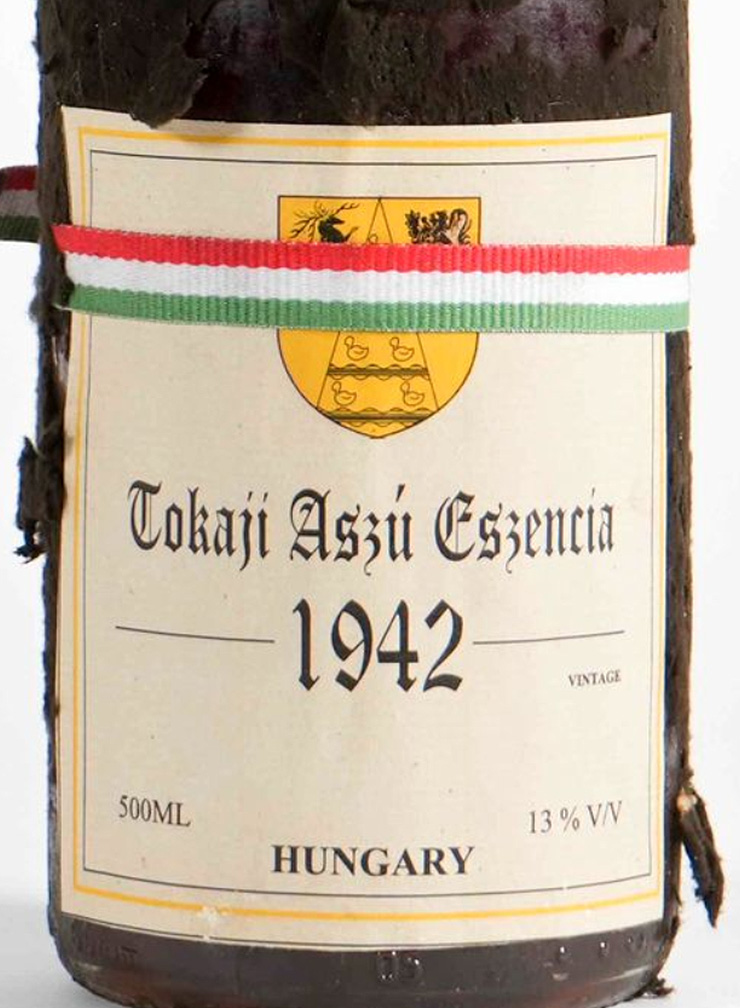 Tokaji Aszú Eszencia
1942
VINTAGE
500ML
13 % V/V
HUNGARY